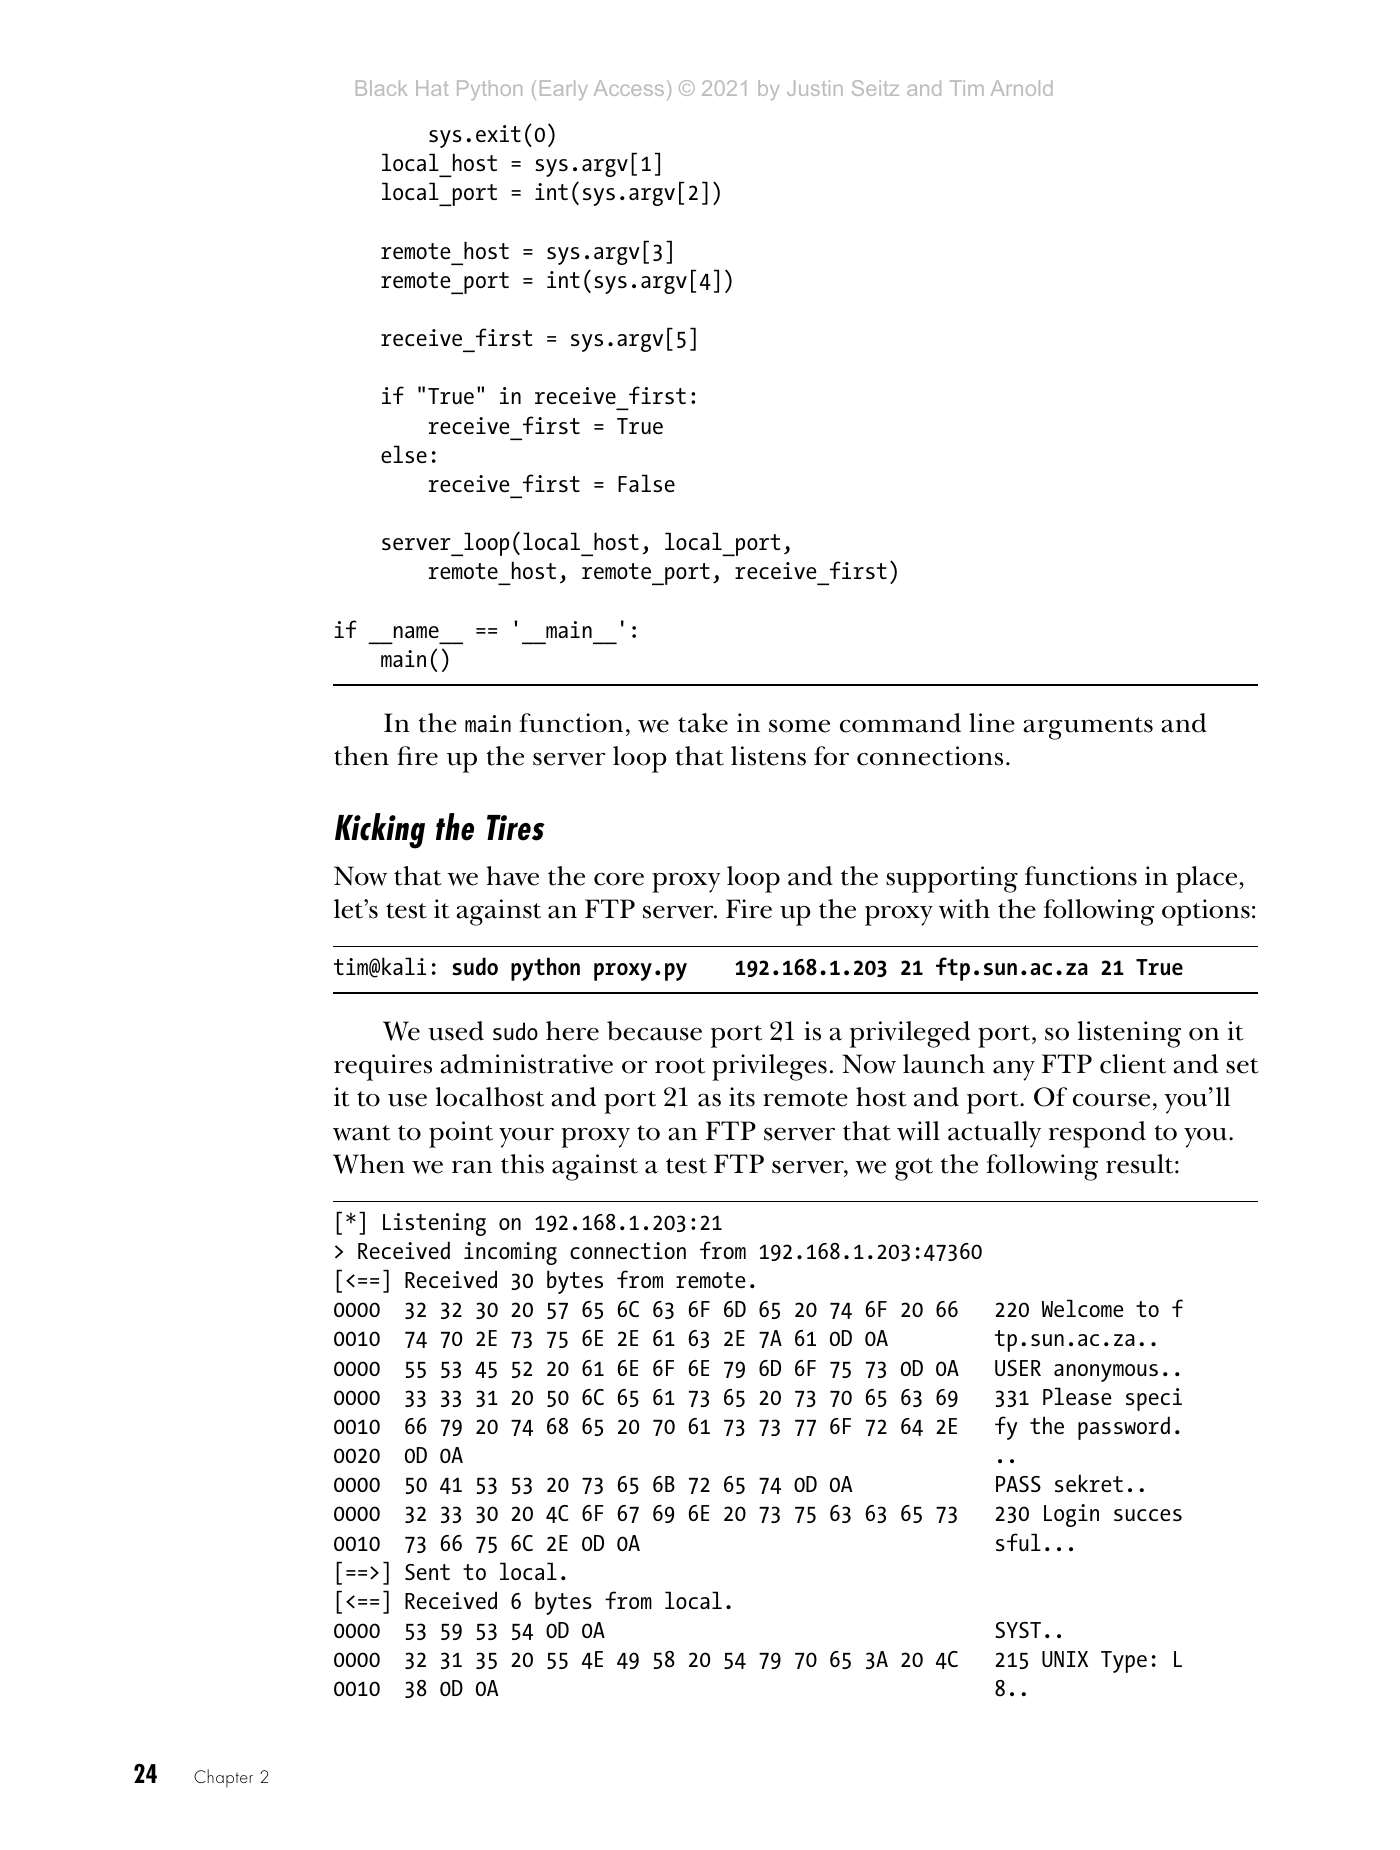 Black Hat Python (Early Access) © 2021 by Justin Seitz and Tim Arnold
        sys.exit(0)
    local_host = sys.argv[1]
    local_port = int(sys.argv[2])

    remote_host = sys.argv[3]
    remote_port = int(sys.argv[4])

    receive_first = sys.argv[5]

    if "True" in receive_first:
        receive_first = True
    else:
        receive_first = False

    server_loop(local_host, local_port,
        remote_host, remote_port, receive_first)

if __name__ == '__main__':
    main()
In the main function, we take in some command line arguments and
then fire up the server loop that listens for connections.
Kicking the Tires
Now that we have the core proxy loop and the supporting functions in place,
let’s test it against an FTP server. Fire up the proxy with the following options:
tim@kali: sudo python proxy.py    192.168.1.203 21 ftp.sun.ac.za 21 True
We used sudo here because port 21 is a privileged port, so listening on it
requires administrative or root privileges. Now launch any FTP client and set
it to use localhost and port 21 as its remote host and port. Of course, you’ll
want to point your proxy to an FTP server that will actually respond to you.
When we ran this against a test FTP server, we got the following result:
[*] Listening on 192.168.1.203:21
> Received incoming connection from 192.168.1.203:47360
[<==] Received 30 bytes from remote.
0000  32 32 30 20 57 65 6C 63 6F 6D 65 20 74 6F 20 66   220 Welcome to f
0010  74 70 2E 73 75 6E 2E 61 63 2E 7A 61 0D 0A         tp.sun.ac.za..
0000  55 53 45 52 20 61 6E 6F 6E 79 6D 6F 75 73 0D 0A   USER anonymous..
0000  33 33 31 20 50 6C 65 61 73 65 20 73 70 65 63 69   331 Please speci
0010  66 79 20 74 68 65 20 70 61 73 73 77 6F 72 64 2E   fy the password.
0020  0D 0A                                             ..
0000  50 41 53 53 20 73 65 6B 72 65 74 0D 0A            PASS sekret..
0000  32 33 30 20 4C 6F 67 69 6E 20 73 75 63 63 65 73   230 Login succes
0010  73 66 75 6C 2E 0D 0A                              sful...
[==>] Sent to local.
[<==] Received 6 bytes from local.
0000  53 59 53 54 0D 0A                                 SYST..
0000  32 31 35 20 55 4E 49 58 20 54 79 70 65 3A 20 4C   215 UNIX Type: L
0010  38 0D 0A                                          8..
24 Chapter 2